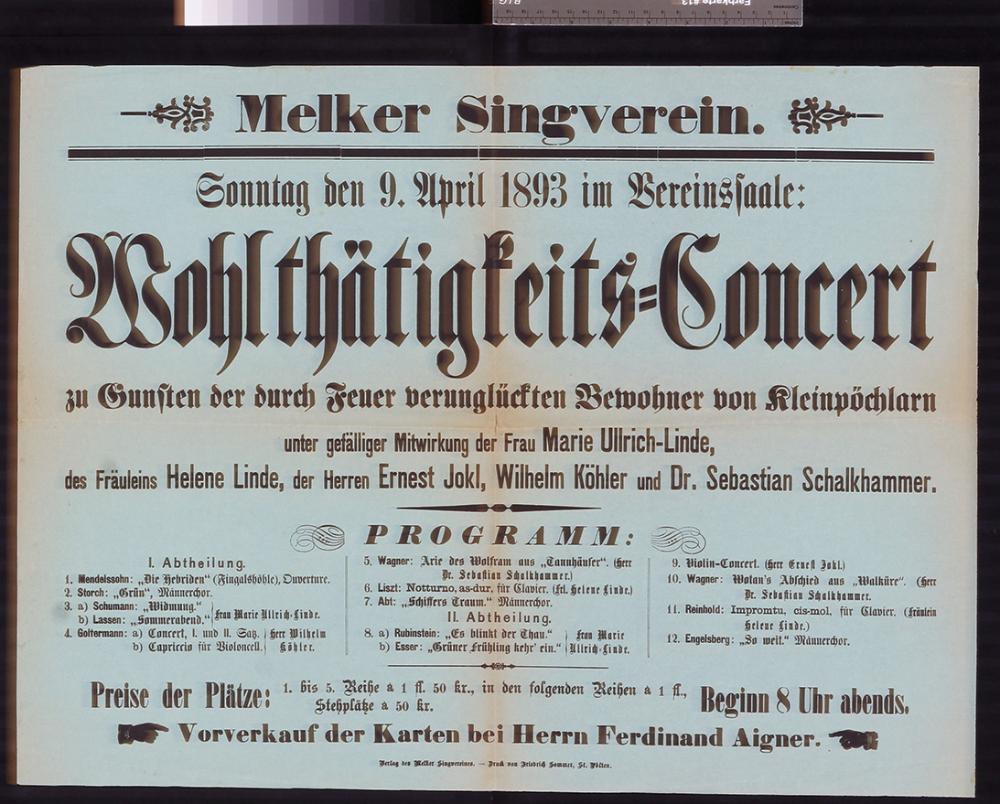 Farbkarte #13
B.I.G.
Melker Singverein.
Sonntag den 9. April 1893 im Vereinssaale:
Wohlthätigkeits=Concert
zu Gunsten der durch Feuer verunglückten Bewohner von Kleinpöchlarn
unter gefälliger Mitwirkung der Frau Marie Ullrich-Linde,
des Fräuleins Helene Linde, der Herren Ernest Jokl, Wilhelm Köhler und Dr. Sebastian Schalkhammer.
PROGRAMM:
I. Abtheilung.
1. Mendelssohn: „Die Hebriden“ (Fingalshöhle), Ouverture.
2. Storch: „Grün“, Männerchor.
3. a) Schumann: „Widmung.“
b) Lassen: „Sommerabend.“
Frau Marie Ullrich-Linde.
4. Goltermann: a) Concert, I. und II. Satz,
b) Capriccio für Violoncell.
Herr Wilhelm
Köhler.
5. Wagner: Arie des Wolfram aus „Tannhäuser“. (Herr
Dr. Sebastian Schalkhammer.)
6. Liszt: Notturno, as-dur, für Clavier. (Frl. Helene Linde.)
7. Abt: „Schiffers Traum.“ Männerchor.
II. Abtheilung.
8. a) Rubinstein: „Es blinkt der Thau.“
b) Esser: „Grüner Frühling kehr' ein.“
Frau Marie
Ullrich-Linde.
9. Violin-Concert. (Herr Ernest Jokl.)
10. Wagner: Wotan's Abschied aus „Walküre“. (Herr
Dr. Sebastian Schalkhammer.
11. Reinhold: Impromtu, cis-mol, für Clavier. (Fräulein
Helene Linde.)
12. Engelsberg: „So weit.“ Männerchor.
Preise der Plätze:
1. bis 5. Reihe à 1 fl. 50 kr., in den folgenden Reihen à 1 fl.,
Stehplätze à 50 kr.
Beginn 8 Uhr abends.
Vorverkauf der Karten bei Herrn Ferdinand Aigner.
Verlag des Melker Singvereines. — Druck von Friedrich Sommer, St. Pölten.